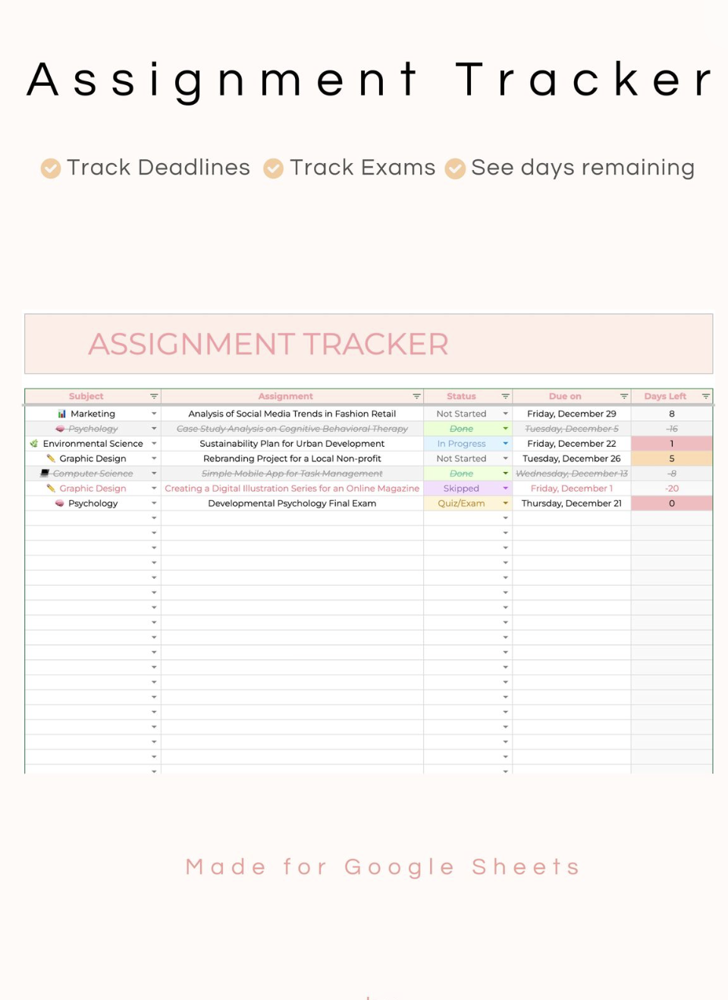 Assignment Tracker
Track Deadlines Track Exams See days remaining
ASSIGNMENT TRACKER
Subject Assignment Status Due on Days Left
Marketing Analysis of Social Media Trends in Fashion Retail Not Started Friday, December 29 8
Psychology Case Study Analysis on Cognitive Behavioral Therapy Done Tuesday, December 5 -16
Environmental Science Sustainability Plan for Urban Development In Progress Friday, December 22 1
Graphic Design Rebranding Project for a Local Non-profit Not Started Tuesday, December 26 5
Computer Science Simple Mobile App for Task Management Done Wednesday, December 13 -8
Graphic Design Creating a Digital Illustration Series for an Online Magazine Skipped Friday, December 1 -20
Psychology Developmental Psychology Final Exam Quiz/Exam Thursday, December 21 0
Made for Google Sheets